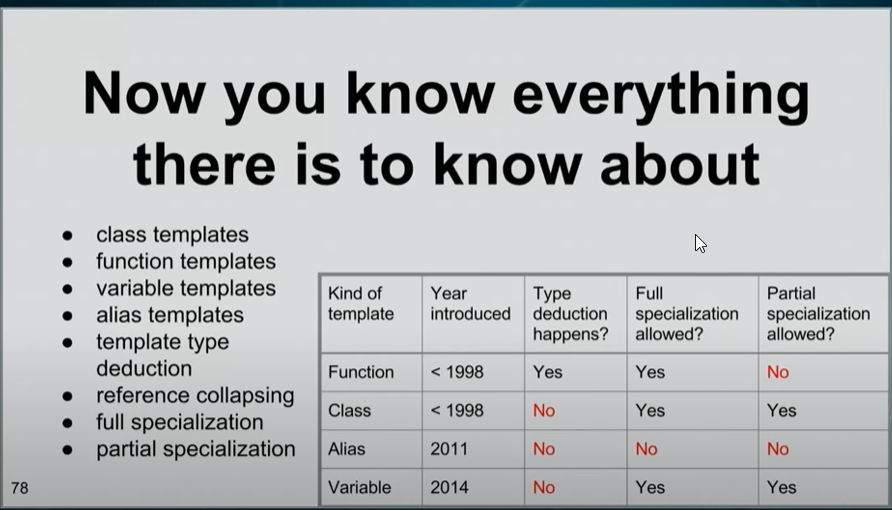 Now you know everything
there is to know about
● class templates
● function templates
● variable templates
● alias templates
● template type
deduction
● reference collapsing
● full specialization
● partial specialization
Kind of template | Year introduced | Type deduction happens? | Full specialization allowed? | Partial specialization allowed?
Function | < 1998 | Yes | Yes | No
Class | < 1998 | No | Yes | Yes
Alias | 2011 | No | No | No
Variable | 2014 | No | Yes | Yes
78